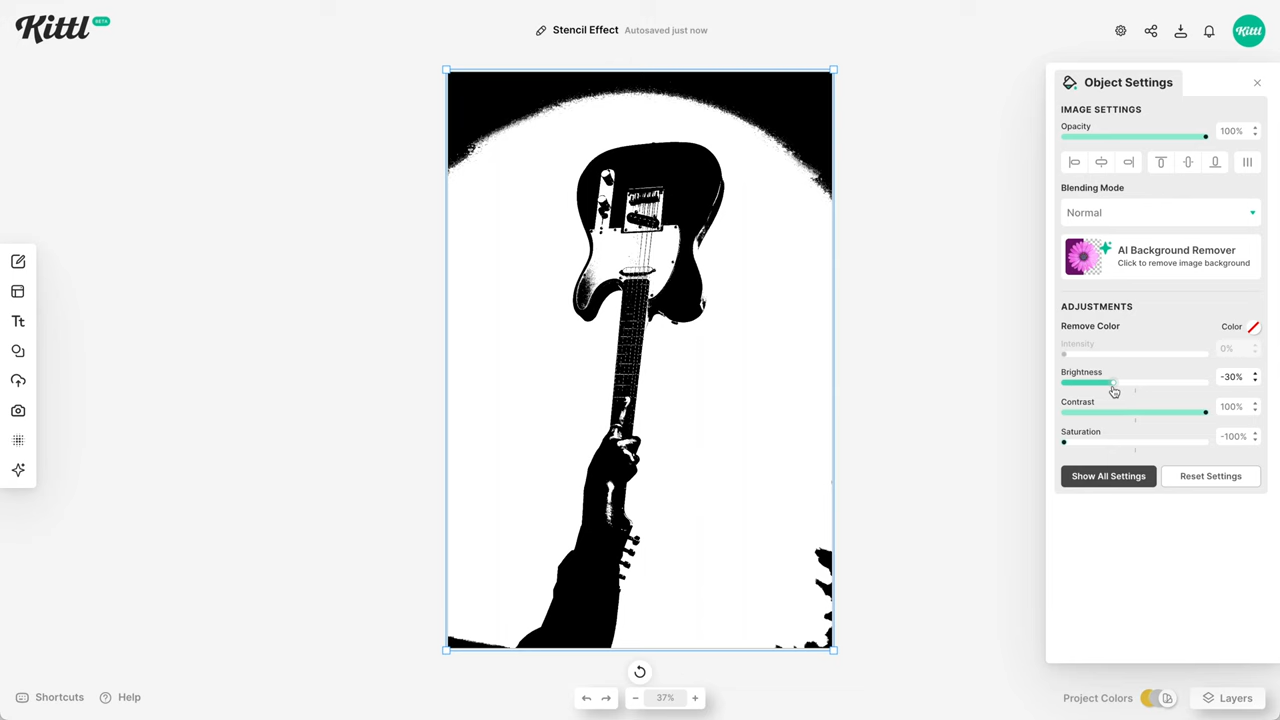 Kittl BETA
Stencil Effect Autosaved just now
Kittl
Object Settings
IMAGE SETTINGS
Opacity
100%
Blending Mode
Normal
AI Background Remover
Click to remove image background
ADJUSTMENTS
Remove Color Color
Intensity
0%
Brightness
-30%
Contrast
100%
Saturation
-100%
Show All Settings Reset Settings
Tt
Shortcuts Help
37%
Project Colors Layers